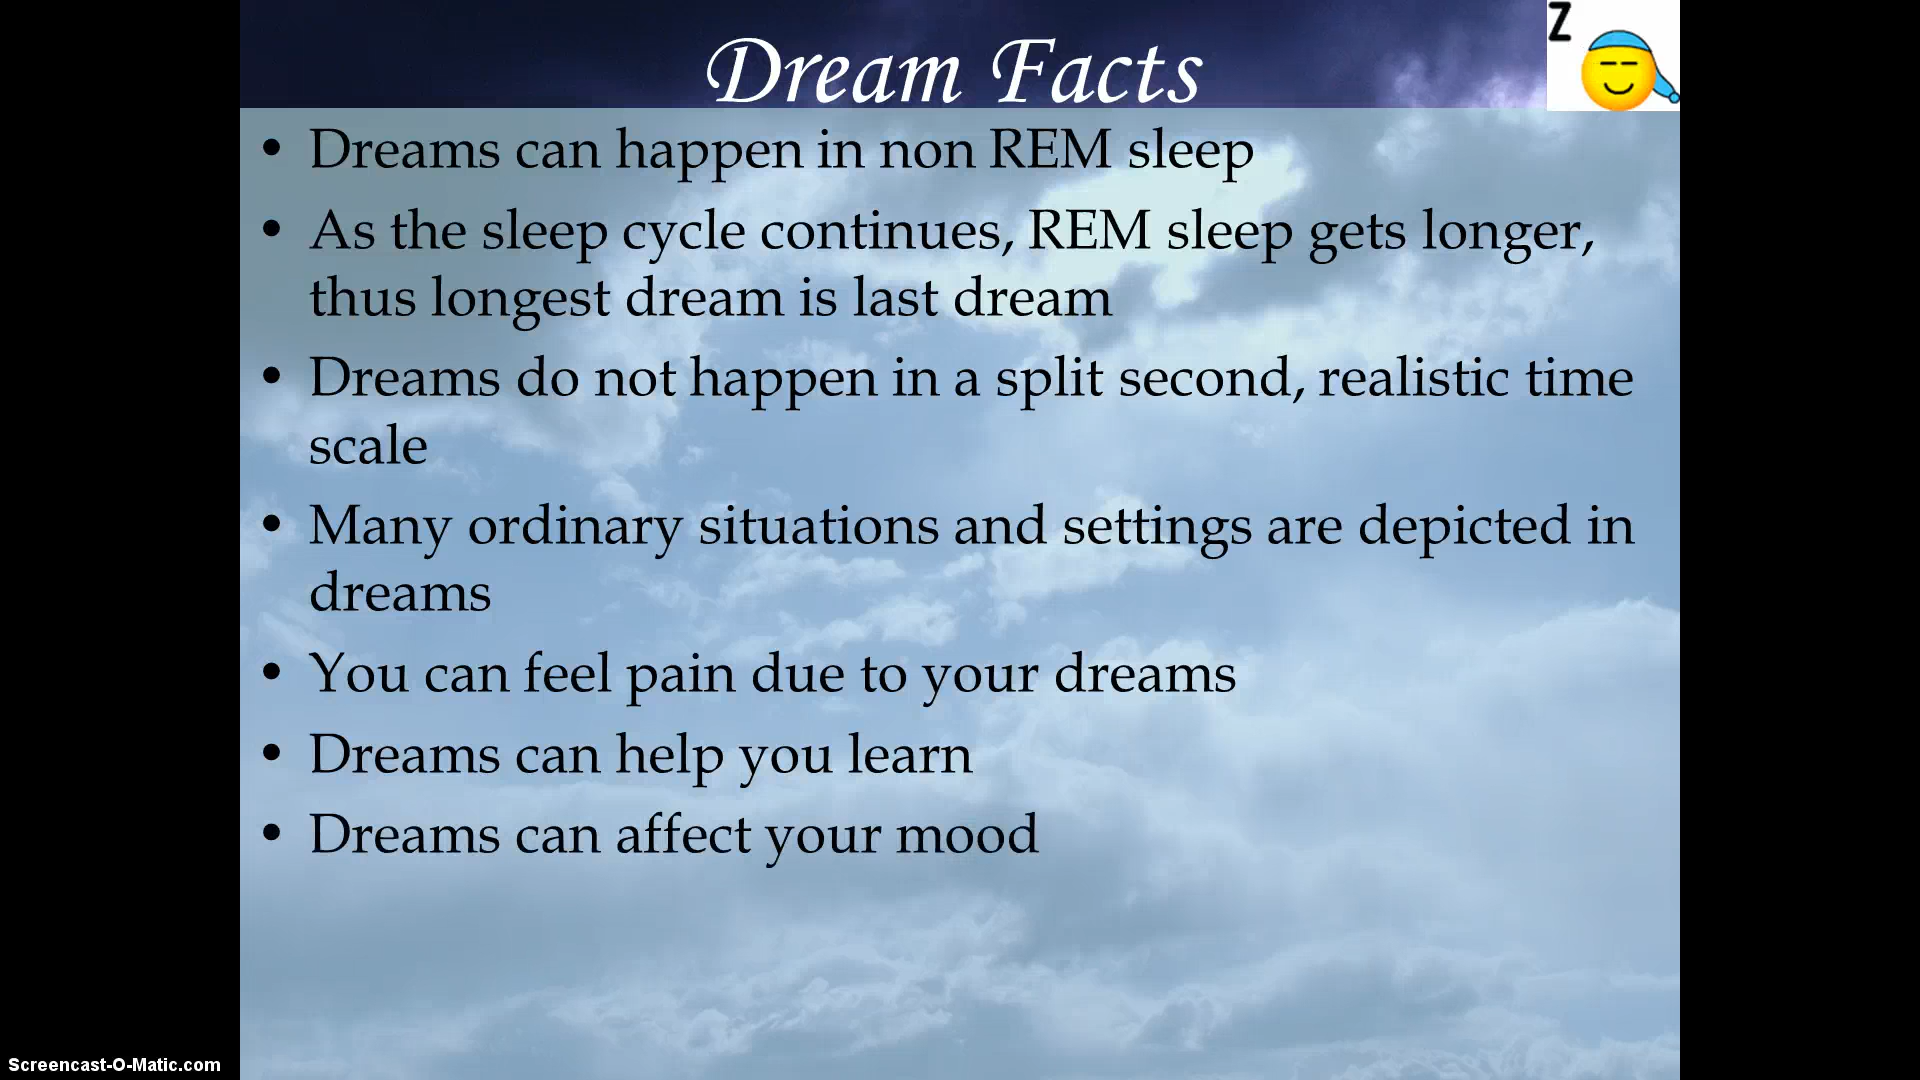 Dream Facts
Z
• Dreams can happen in non REM sleep
• As the sleep cycle continues, REM sleep gets longer,
thus longest dream is last dream
• Dreams do not happen in a split second, realistic time
scale
• Many ordinary situations and settings are depicted in
dreams
• You can feel pain due to your dreams
• Dreams can help you learn
• Dreams can affect your mood
Screencast-O-Matic.com